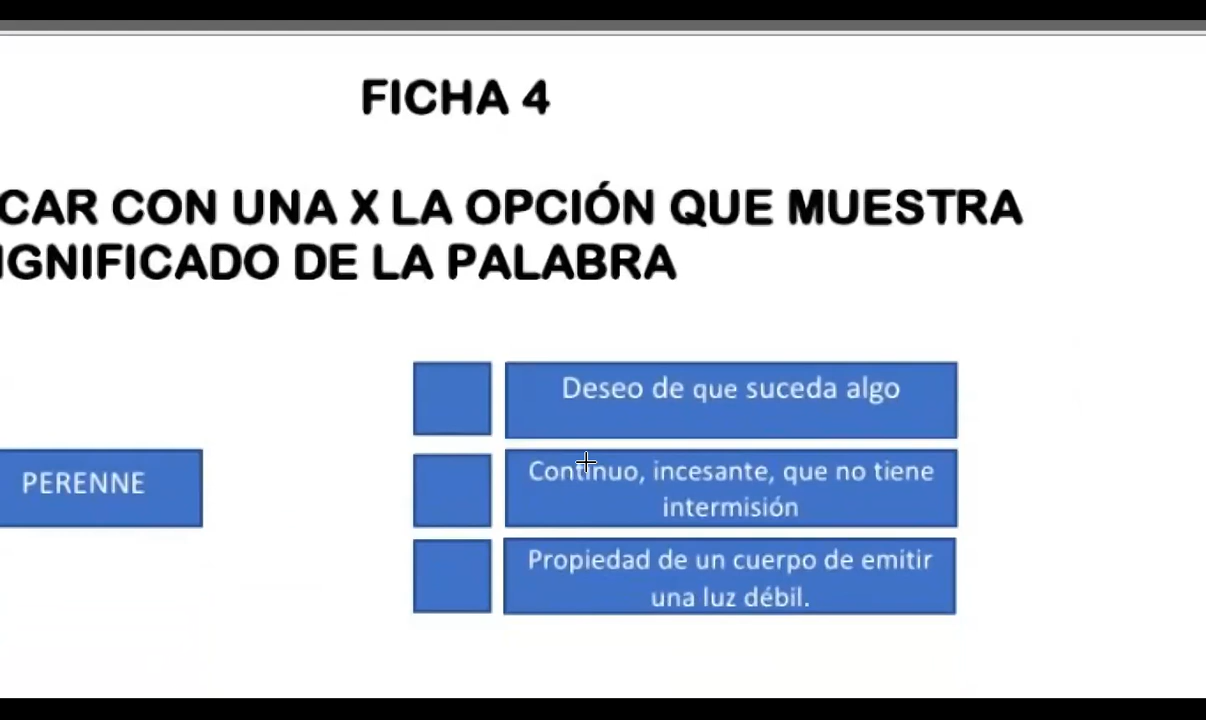 FICHA 4
CAR CON UNA X LA OPCIÓN QUE MUESTRA
IGNIFICADO DE LA PALABRA
Deseo de que suceda algo
PERENNE
Continuo, incesante, que no tiene
intermisión
Propiedad de un cuerpo de emitir
una luz débil.